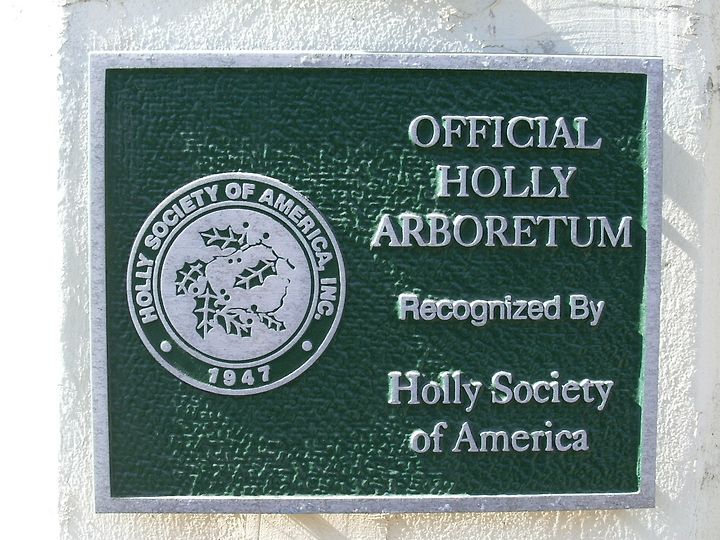 HOLLY SOCIETY OF AMERICA, INC.
1947
OFFICIAL
HOLLY
ARBORETUM
Recognized By
Holly Society
of America